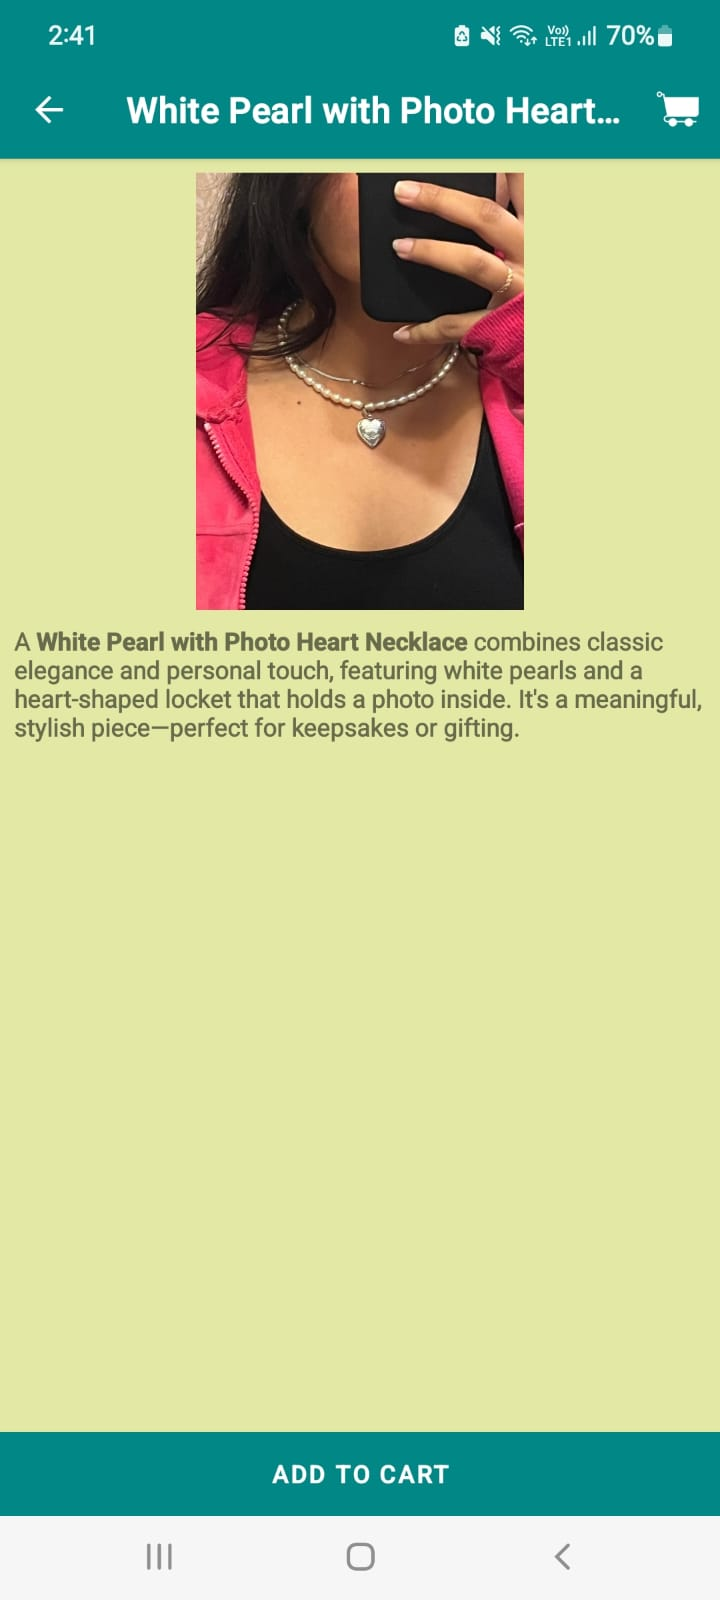 2:41
Vo))
LTE1
70%
White Pearl with Photo Heart...
A White Pearl with Photo Heart Necklace combines classic
elegance and personal touch, featuring white pearls and a
heart-shaped locket that holds a photo inside. It's a meaningful,
stylish piece—perfect for keepsakes or gifting.
ADD TO CART